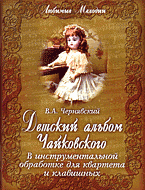 Любимые Мелодии
В.А. Чернявский
Детский альбом
Чайковского
В инструментальной
обработке для квартета
и клавишных